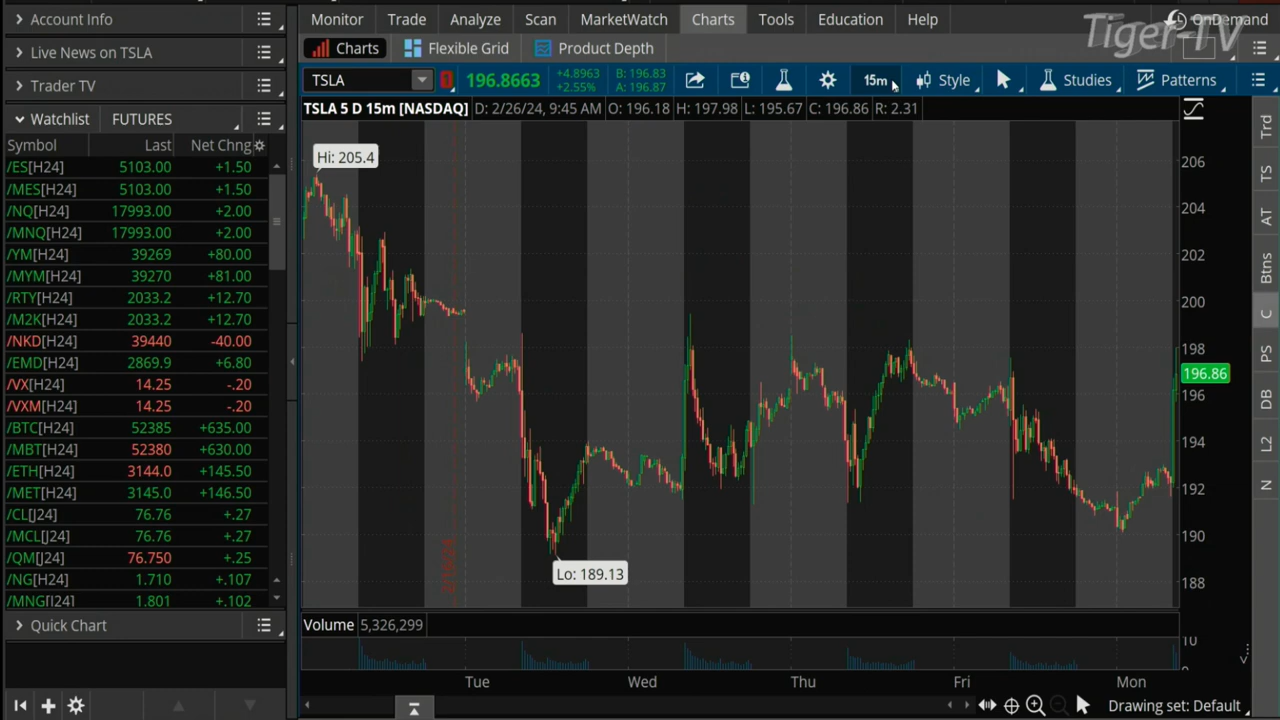 Account Info
Monitor Trade Analyze Scan MarketWatch Charts Tools Education Help OnDemand
Tiger-TV
Live News on TSLA
Charts Flexible Grid Product Depth
Trader TV
TSLA 196.8663 +4.8963 +2.55% B: 196.83 A: 196.87 15m Style Studies Patterns
Watchlist FUTURES
TSLA 5 D 15m [NASDAQ] D: 2/26/24, 9:45 AM O: 196.18 H: 197.98 L: 195.67 C: 196.86 R: 2.31
Symbol Last Net Chng
/ES[H24] 5103.00 +1.50
/MES[H24] 5103.00 +1.50
/NQ[H24] 17993.00 +2.00
/MNQ[H24] 17993.00 +2.00
/YM[H24] 39269 +80.00
/MYM[H24] 39270 +81.00
/RTY[H24] 2033.2 +12.70
/M2K[H24] 2033.2 +12.70
/NKD[H24] 39440 -40.00
/EMD[H24] 2869.9 +6.80
/VX[H24] 14.25 -.20
/VXM[H24] 14.25 -.20
/BTC[H24] 52385 +635.00
/MBT[H24] 52380 +630.00
/ETH[H24] 3144.0 +145.50
/MET[H24] 3145.0 +146.50
/CL[J24] 76.76 +.27
/MCL[J24] 76.76 +.27
/QM[J24] 76.750 +.25
/NG[H24] 1.710 +.107
/MNG[J24] 1.801 +.102
Quick Chart
Hi: 205.4
Lo: 189.13
206
204
202
200
198
196.86
196
194
192
190
188
Volume 5,326,299
10
Tue Wed Thu Fri Mon
Drawing set: Default
Trd
TS
AT
Btns
C
PS
DB
L2
N